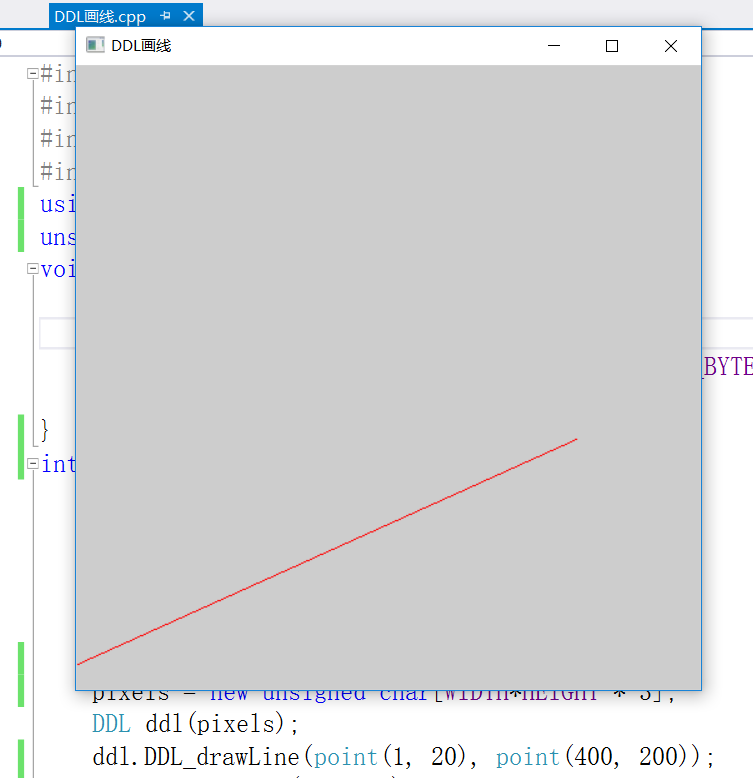 DDL画线.cpp
DDL画线
#in
#in
#in
#in
usi
uns
voi
_BYTE
}
int
pixels = new unsigned char[WIDTH*HEIGHT * 3];
DDL ddl(pixels);
ddl.DDL_drawLine(point(1, 20), point(400, 200));